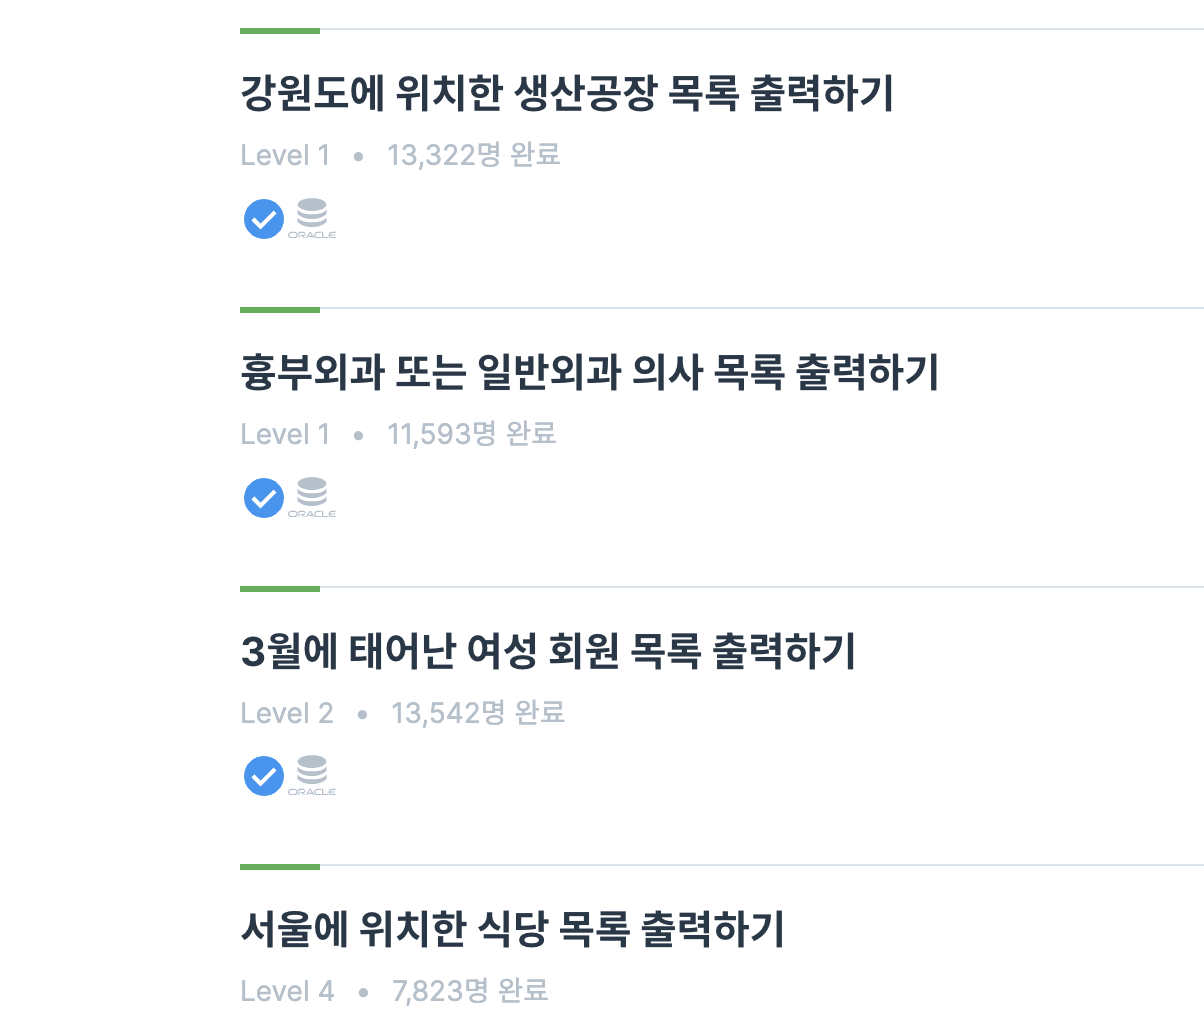 강원도에 위치한 생산공장 목록 출력하기
Level 1 • 13,322명 완료
ORACLE
흉부외과 또는 일반외과 의사 목록 출력하기
Level 1 • 11,593명 완료
ORACLE
3월에 태어난 여성 회원 목록 출력하기
Level 2 • 13,542명 완료
ORACLE
서울에 위치한 식당 목록 출력하기
Level 4 • 7,823명 완료